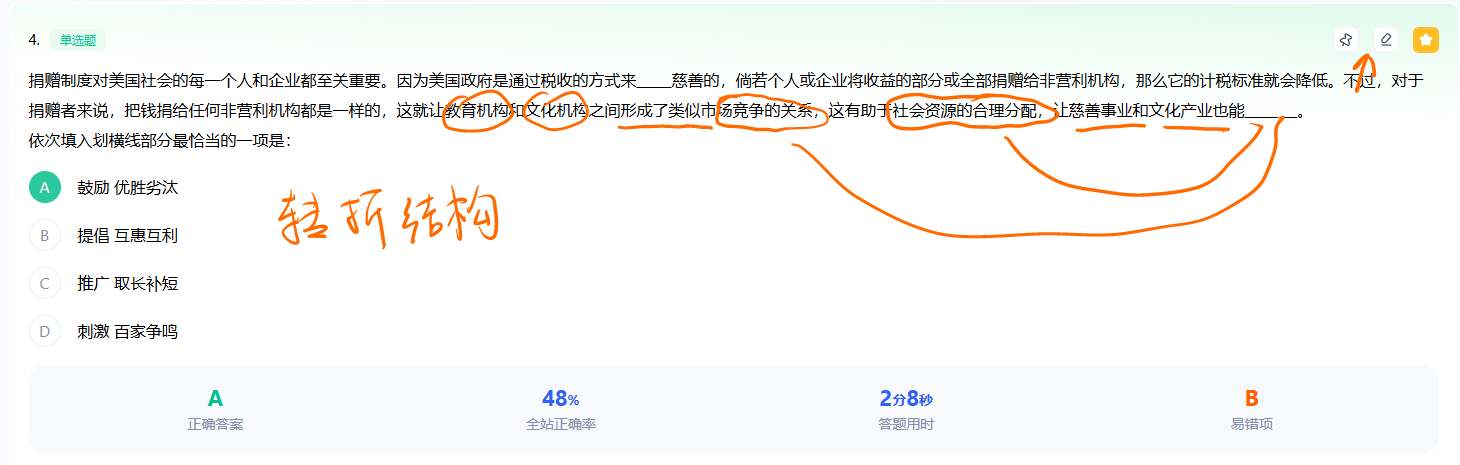 4. 单选题
捐赠制度对美国社会的每一个人和企业都至关重要。因为美国政府是通过税收的方式来____慈善的，倘若个人或企业将收益的部分或全部捐赠给非营利机构，那么它的计税标准就会降低。不过，对于
捐赠者来说，把钱捐给任何非营利机构都是一样的，这就让教育机构和文化机构之间形成了类似市场竞争的关系，这有助于社会资源的合理分配，让慈善事业和文化产业也能______。
依次填入划横线部分最恰当的一项是：
A 鼓励 优胜劣汰
转折结构
B 提倡 互惠互利
C 推广 取长补短
D 刺激 百家争鸣
A 48% 2分8秒 B
正确答案 全站正确率 答题用时 易错项